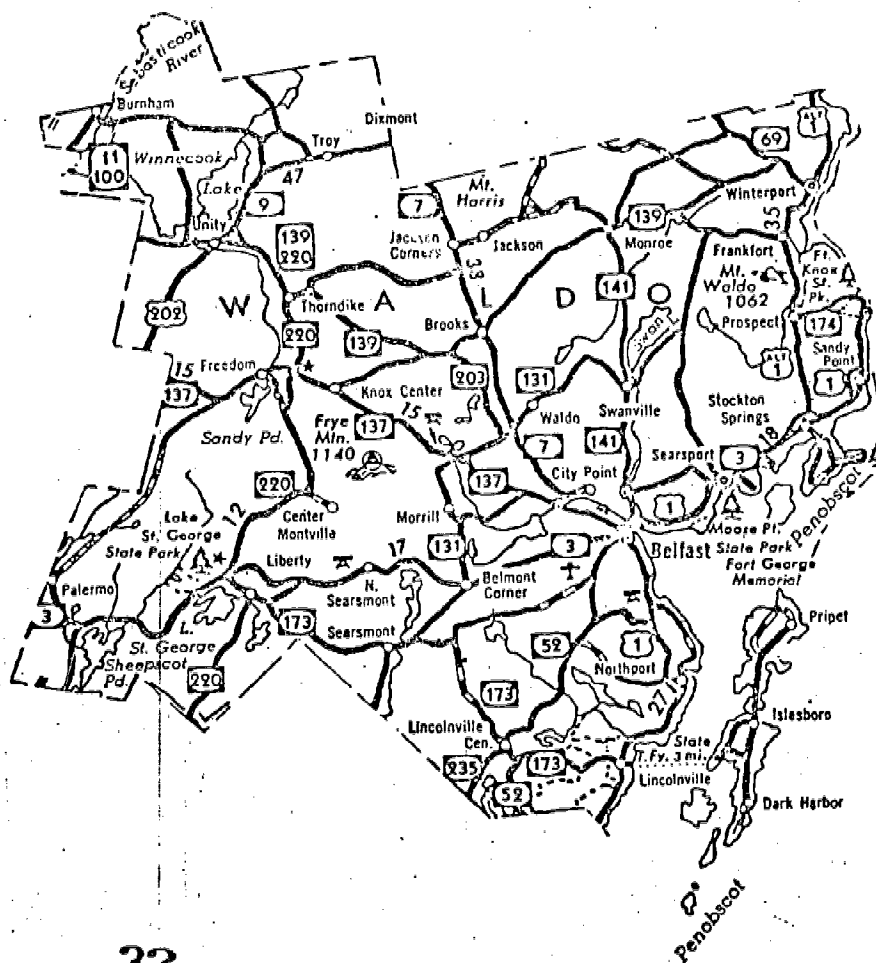 Sebasticook
River
Burnham
11
100
Winnecook
Lake
Troy
Dixmont
47
9
Unity
139
220
7
Mt.
Harris
Jackson
Corners
Jackson
33
139
Monroe
69
ALT
1
Winterport
35
Frankfort
Mt.
Waldo
1062
Ft.
Knox
St.
Pk.
Prospect
174
Sandy
Point
ALT
1
1
W A L D O
202
Thorndike
220
139
Brooks
141
Swan
15
137
Freedom
Knox Center
203
131
Waldo
Swanville
Stockton
Springs
Sandy Pd.
Frye
Mtn.
1140
137
15
7
141
Searsport
3
18
City Point
137
1
220
Center
Montville
Morrill
131
3
Belfast
Moose Pt.
State Park
Fort George
Memorial
Penobscot
Lake
St. George
State Park
12
Liberty
17
N.
Searsmont
Belmont
Corner
Palermo
3
L.
St. George
Sheepscot
Pd.
173
Searsmont
220
52
1
Northport
27
Pripet
173
Lincolnville
Cen.
235
52
173
State
T. Fy. 3 mi.
Lincolnville
Islesboro
Dark Harbor
Penobscot
33